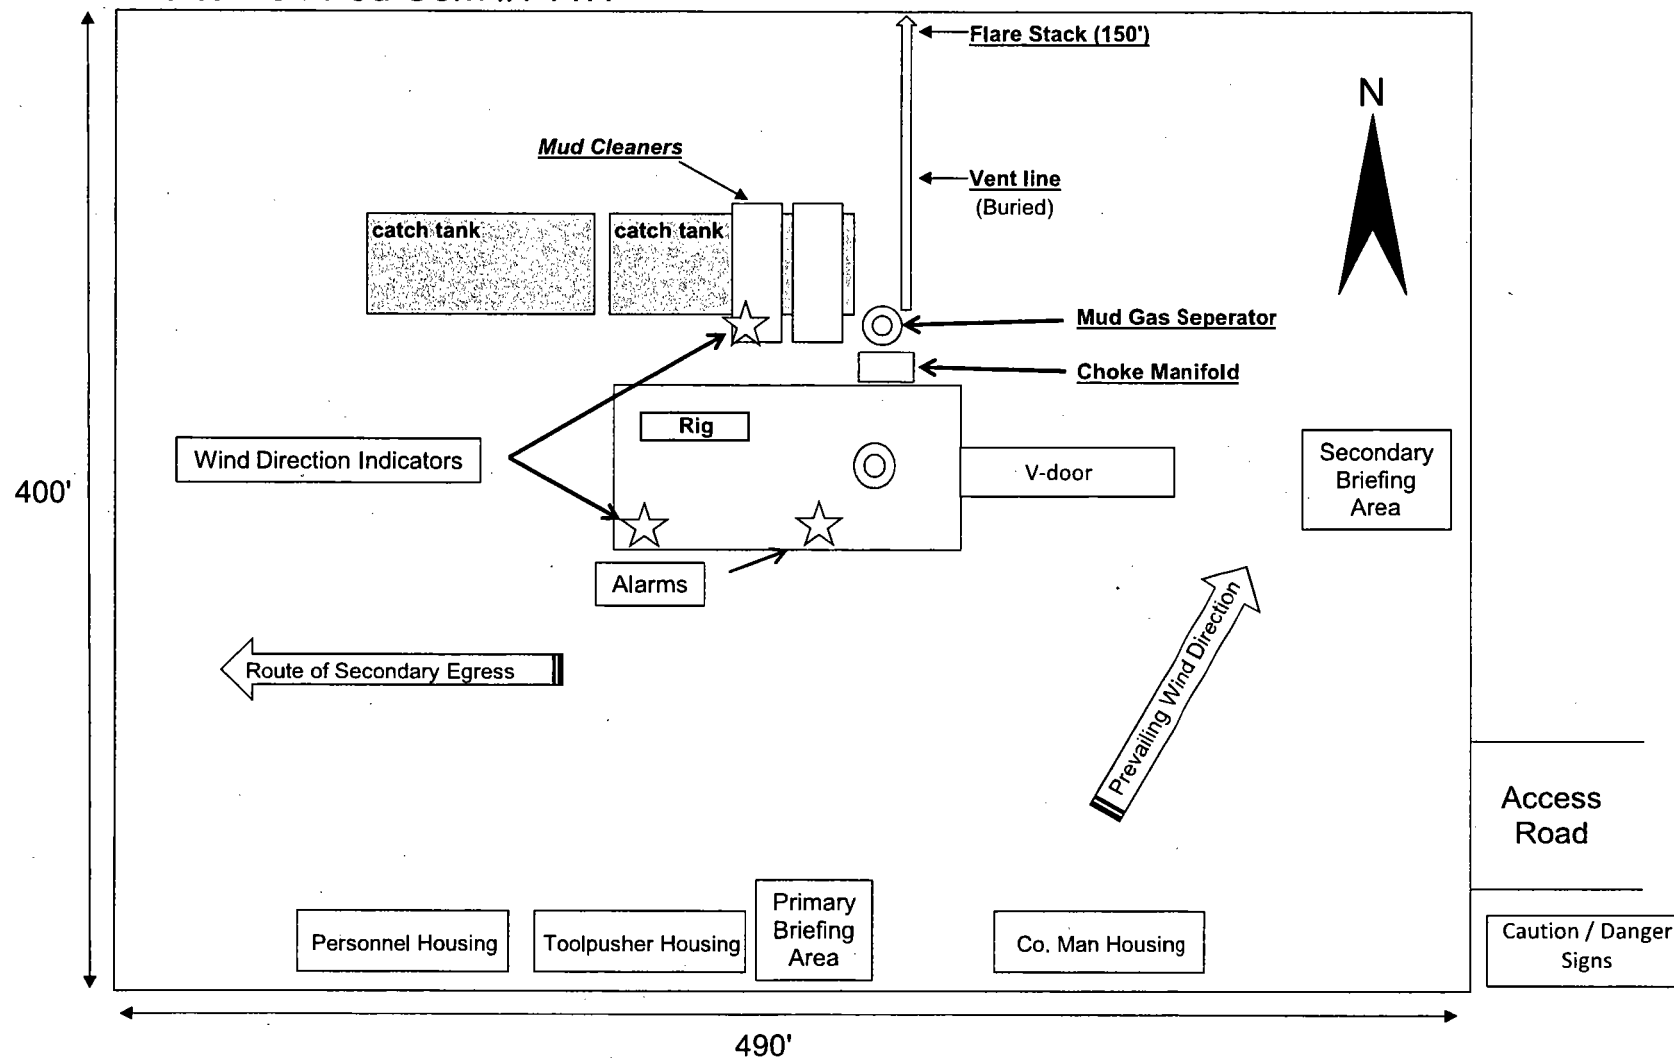 Flare Stack (150')
N
Mud Cleaners
Vent line
(Buried)
catch tank
catch tank
Mud Gas Seperator
Choke Manifold
Rig
Wind Direction Indicators
V-door
Secondary
Briefing
Area
400'
Alarms
Prevailing Wind Direction
Route of Secondary Egress
Access
Road
Primary
Briefing
Area
Personnel Housing
Toolpusher Housing
Co. Man Housing
Caution / Danger
Signs
490'